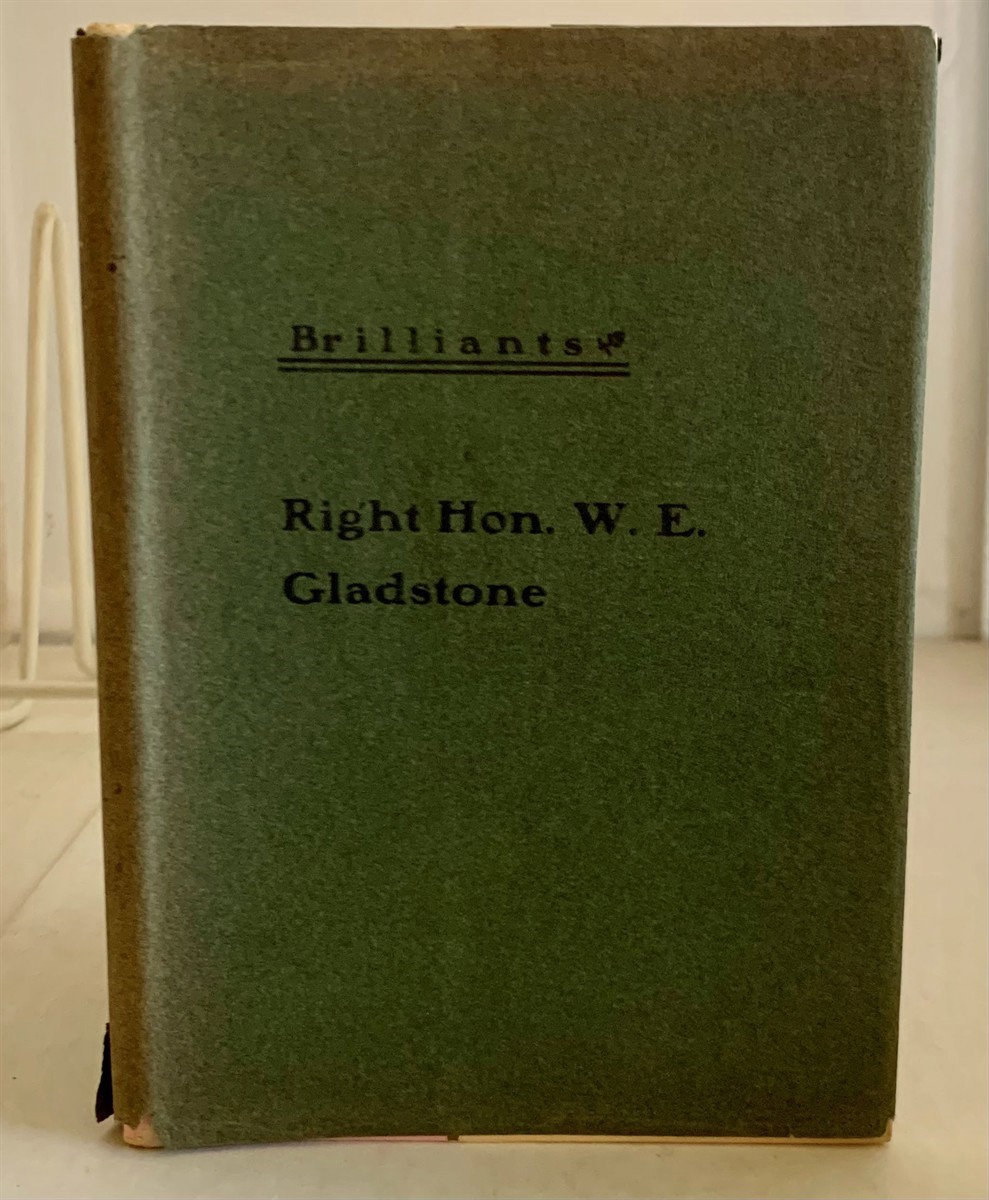 Brilliants
Right Hon. W. E.
Gladstone